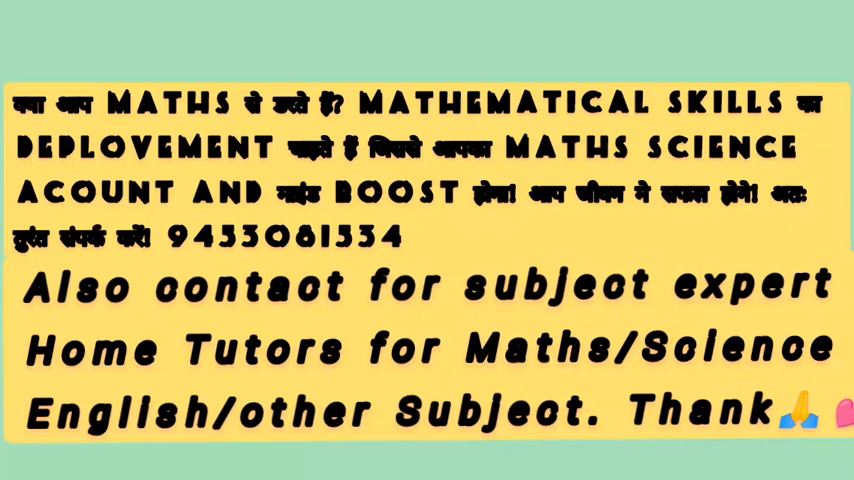 क्या आप MATHS से डरते हैं? MATHEMATICAL SKILLS का
DEPLOVEMENT चाहते हैं जिससे आपका MATHS SCIENCE
ACOUNT AND माइंड BOOST होगा! आप जीवन मे सफल होगे! अतः
तुरंत संपर्क करें! 9433081334
Also contact for subject expert
Home Tutors for Maths/Science
English/other Subject. Thank🙏